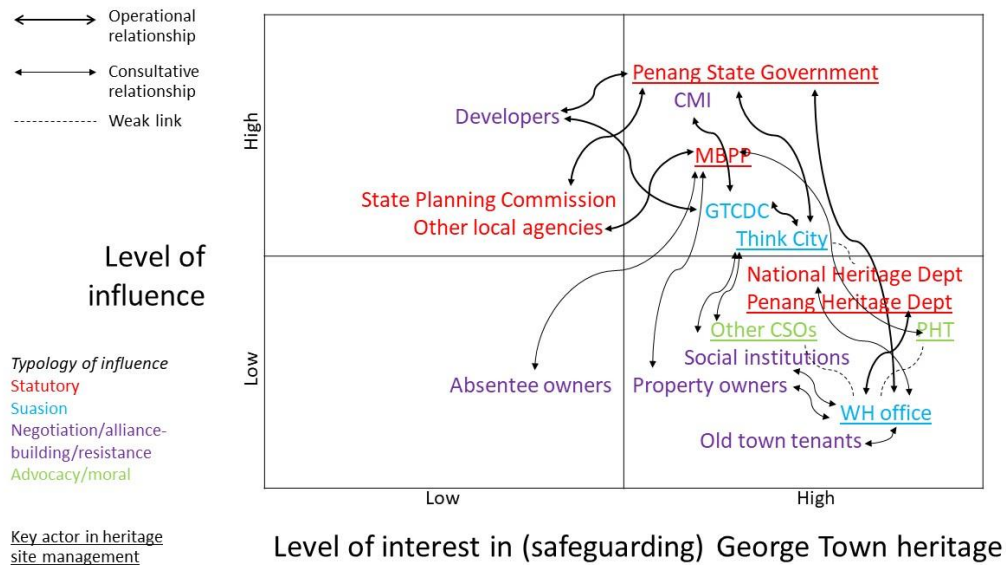 Operational
relationship
Consultative
relationship
Weak link
High
Level of
influence
Low
Typology of influence
Statutory
Suasion
Negotiation/alliance-
building/resistance
Advocacy/moral
Key actor in heritage
site management
Penang State Government
CMI
Developers
MBPP
State Planning Commission
Other local agencies
GTCDC
Think City
National Heritage Dept
Penang Heritage Dept
Other CSOs
PHT
Social institutions
Absentee owners
Property owners
WH office
Old town tenants
Low
High
Level of interest in (safeguarding) George Town heritage